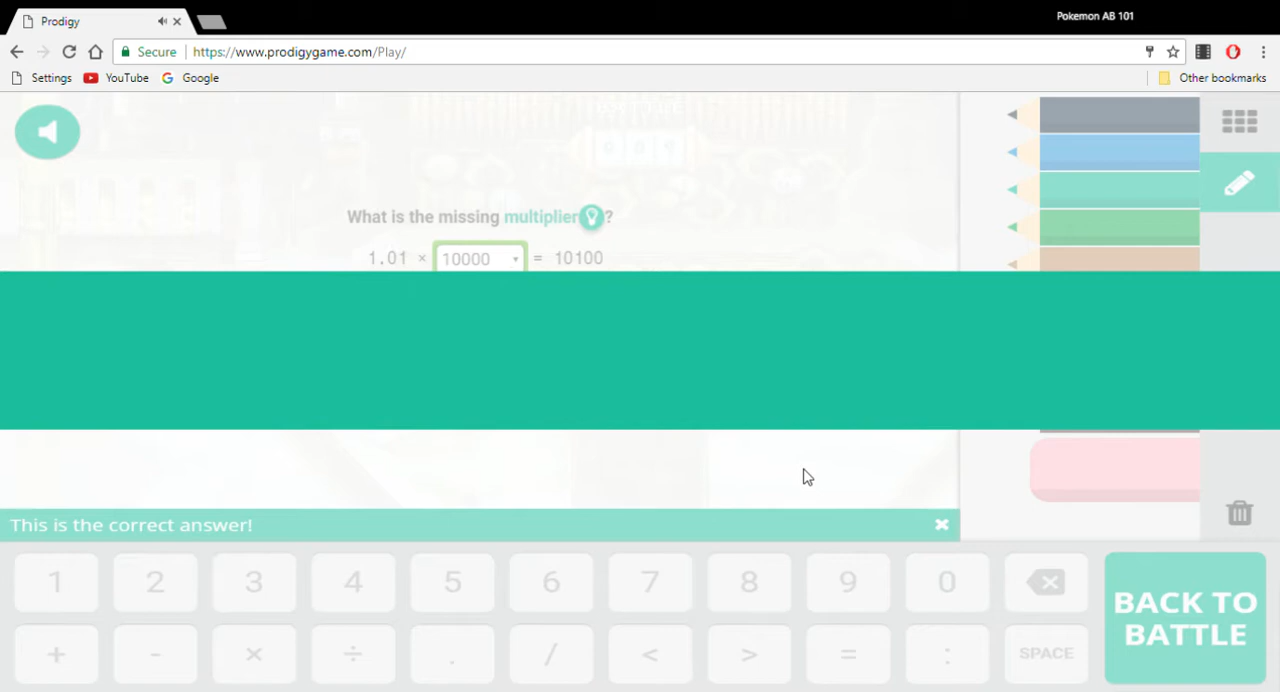 Prodigy
Pokemon AB 101
Secure https://www.prodigygame.com/Play/
Settings YouTube Google Other bookmarks
What is the missing multiplier ?
1.01 × 10000 = 10100
This is the correct answer!
1 2 3 4 5 6 7 8 9 0
+ - × ÷ . / < > = : SPACE
BACK TO
BATTLE